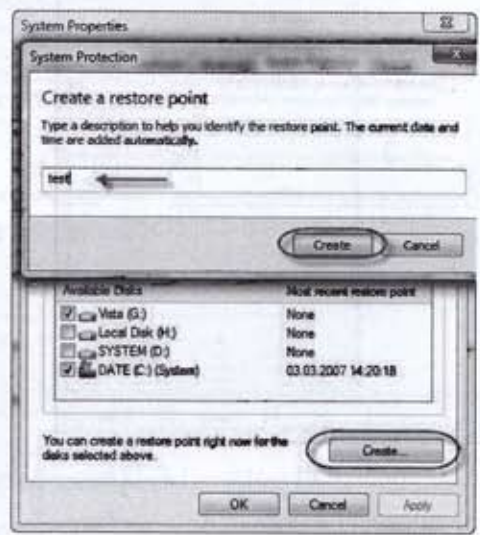 System Properties
System Protection
Create a restore point
Type a description to help you identify the restore point. The current date and
time are added automatically.
test
Create Cancel
Available Disks Most recent restore point
Vista (G:) None
Local Disk (H:) None
SYSTEM (D:) None
DATE (C:) (System) 03.03.2007 14:20:18
You can create a restore point right now for the
disks selected above.
Create...
OK Cancel Apply